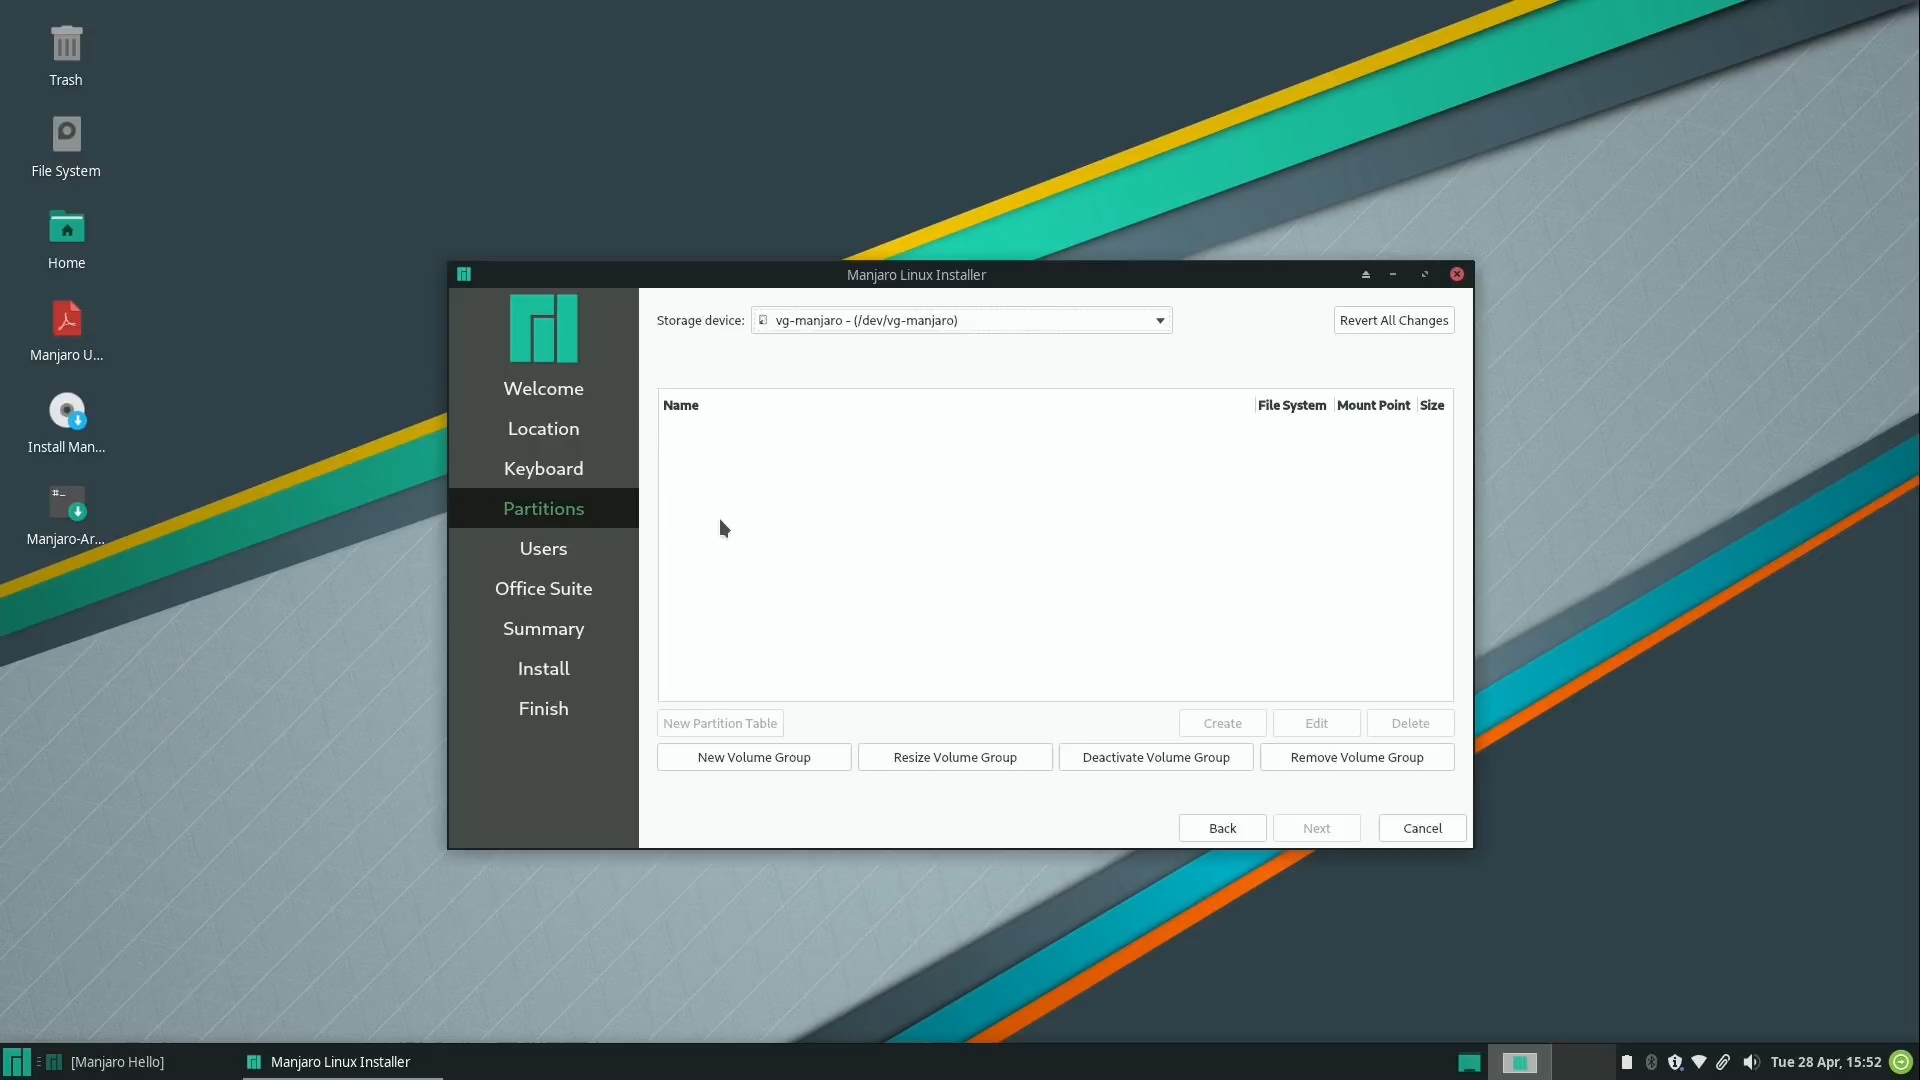 Trash
File System
Home
Manjaro U...
Install Man...
#_
Manjaro-Ar...
Manjaro Linux Installer
Welcome
Location
Keyboard
Partitions
Users
Office Suite
Summary
Install
Finish
Storage device: vg-manjaro - (/dev/vg-manjaro) Revert All Changes
Name File System Mount Point Size
New Partition Table Create Edit Delete
New Volume Group Resize Volume Group Deactivate Volume Group Remove Volume Group
Back Next Cancel
[Manjaro Hello] Manjaro Linux Installer Tue 28 Apr, 15:52